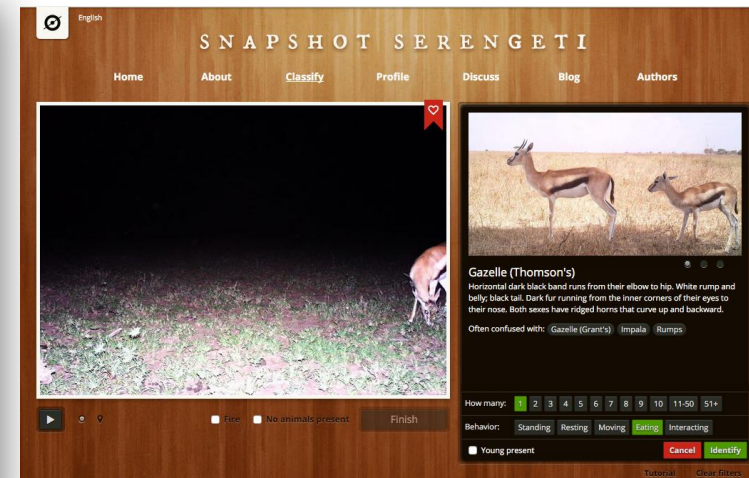 English
SNAPSHOT SERENGETI
Home About Classify Profile Discuss Blog Authors
Gazelle (Thomson's)
Horizontal dark black band runs from their elbow to hip. White rump and
belly; black tail. Dark fur running from the inner corners of their eyes to
their nose. Both sexes have ridged horns that curve up and backward.
Often confused with: Gazelle (Grant's) Impala Rumps
How many: 1 2 3 4 5 6 7 8 9 10 11-50 51+
Fire No animals present Finish
Behavior: Standing Resting Moving Eating Interacting
Young present Cancel Identify
Tutorial Clear filters